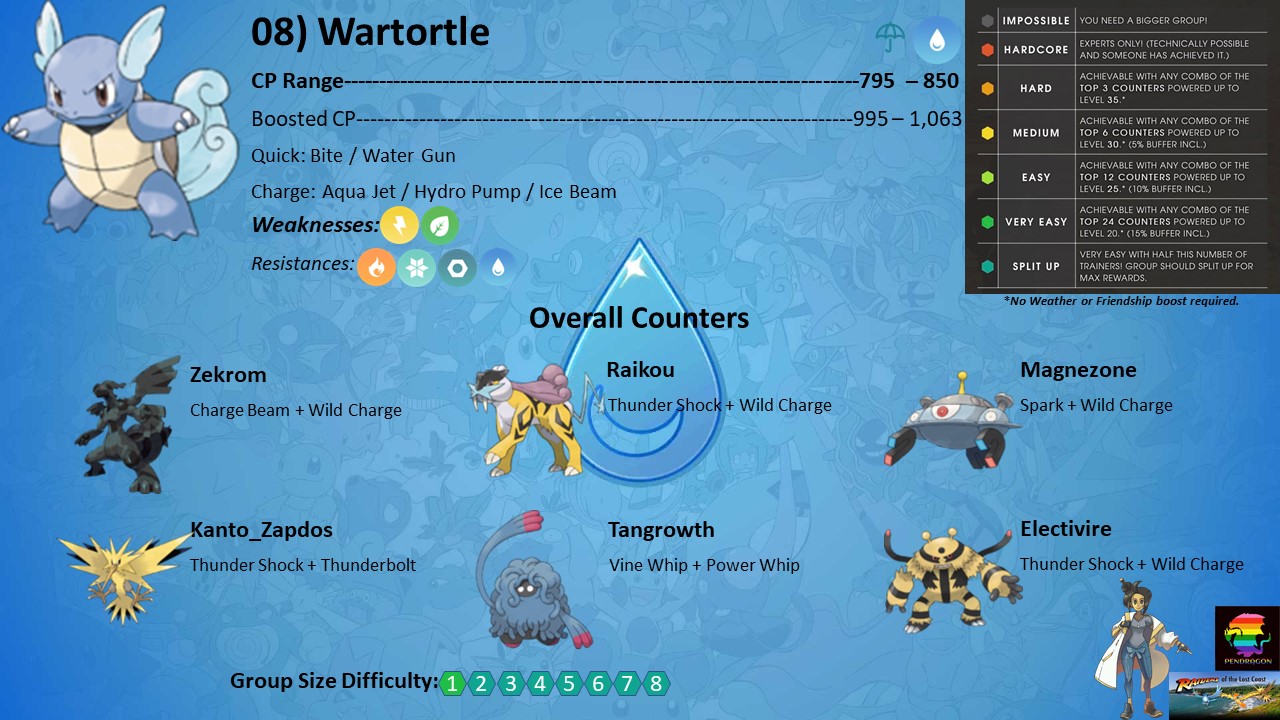 08) Wartortle
CP Range-------------------------------------------------------------------------795 – 850
Boosted CP-----------------------------------------------------------------------995 – 1,063
Quick: Bite / Water Gun
Charge: Aqua Jet / Hydro Pump / Ice Beam
Weaknesses:
Resistances:
IMPOSSIBLE YOU NEED A BIGGER GROUP!
HARDCORE EXPERTS ONLY! (TECHNICALLY POSSIBLE
AND SOMEONE HAS ACHIEVED IT.)
HARD ACHIEVABLE WITH ANY COMBO OF THE
TOP 3 COUNTERS POWERED UP TO
LEVEL 35.*
MEDIUM ACHIEVABLE WITH ANY COMBO OF THE
TOP 6 COUNTERS POWERED UP TO
LEVEL 30.* (5% BUFFER INCL.)
EASY ACHIEVABLE WITH ANY COMBO OF THE
TOP 12 COUNTERS POWERED UP TO
LEVEL 25.* (10% BUFFER INCL.)
VERY EASY ACHIEVABLE WITH ANY COMBO OF THE
TOP 24 COUNTERS POWERED UP TO
LEVEL 20.* (15% BUFFER INCL.)
SPLIT UP VERY EASY WITH HALF THIS NUMBER OF
TRAINERS! GROUP SHOULD SPLIT UP FOR
MAX REWARDS.
*No Weather or Friendship boost required.
Overall Counters
Zekrom
Charge Beam + Wild Charge
Raikou
Thunder Shock + Wild Charge
Magnezone
Spark + Wild Charge
Kanto_Zapdos
Thunder Shock + Thunderbolt
Tangrowth
Vine Whip + Power Whip
Electivire
Thunder Shock + Wild Charge
Group Size Difficulty: 1 2 3 4 5 6 7 8
PENDRAGON
RAIDERS of the Lost Coast